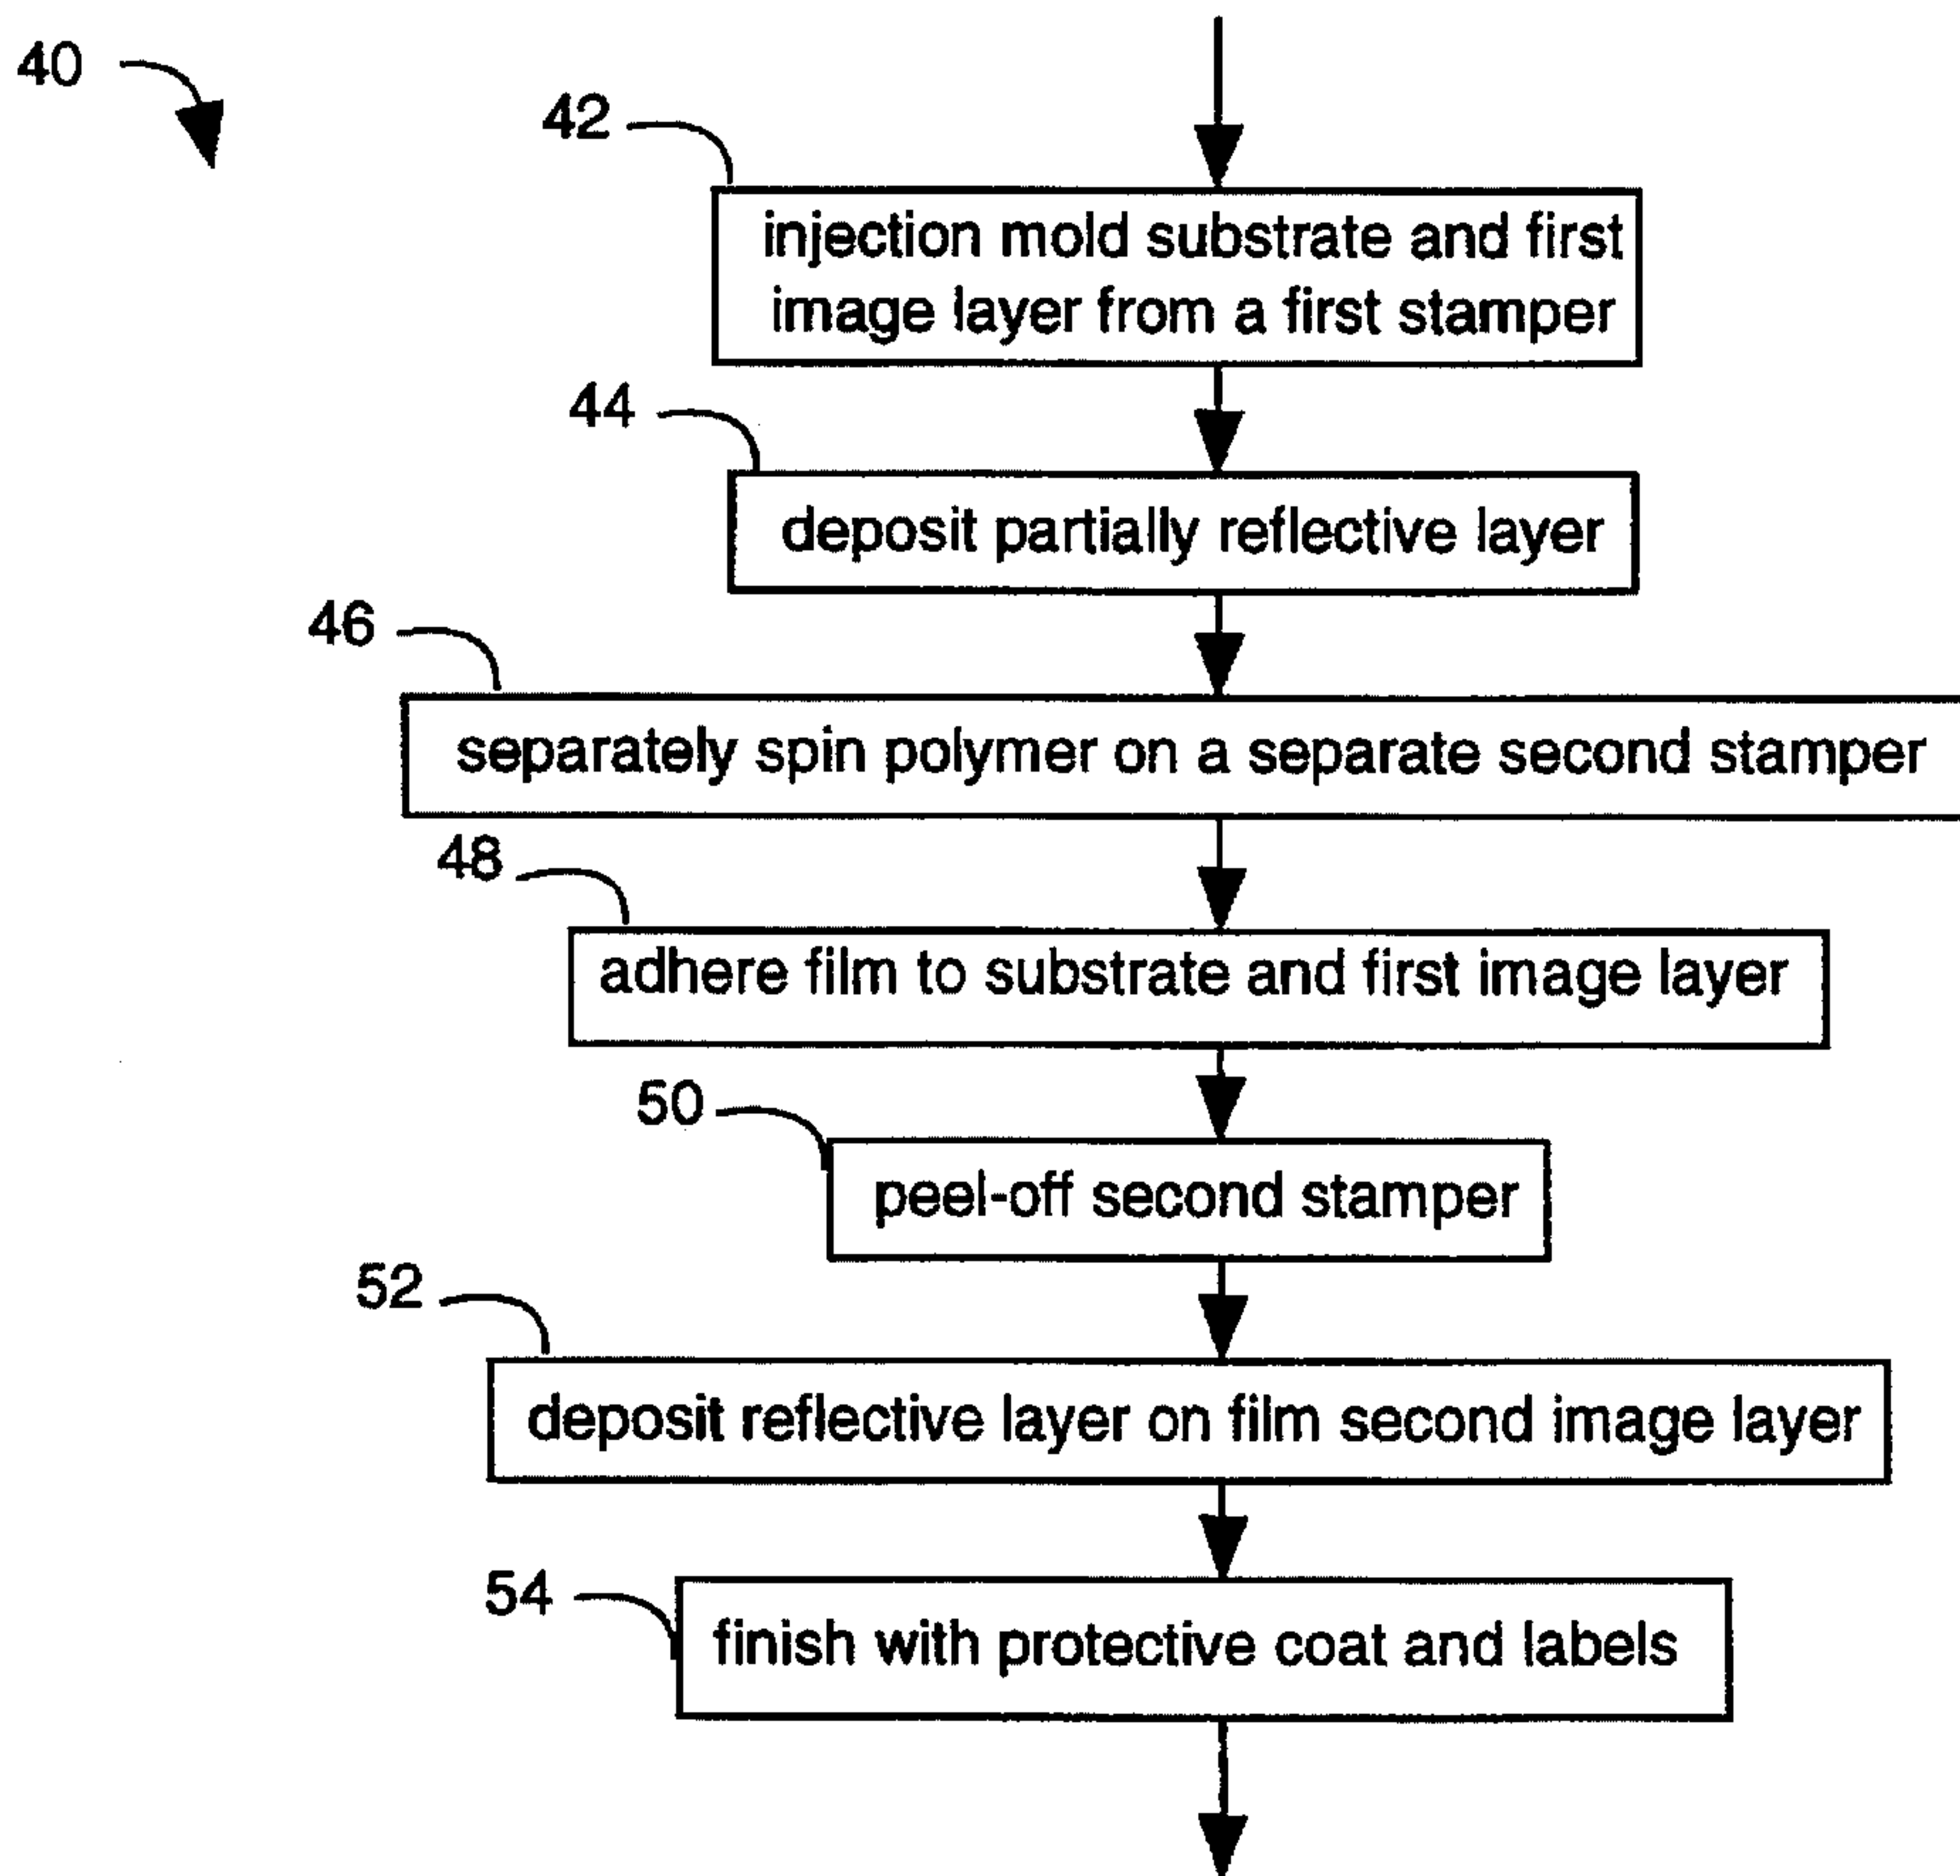 40
42
injection mold substrate and first
image layer from a first stamper
44
deposit partially reflective layer
46
separately spin polymer on a separate second stamper
48
adhere film to substrate and first image layer
50
peel-off second stamper
52
deposit reflective layer on film second image layer
54
finish with protective coat and labels